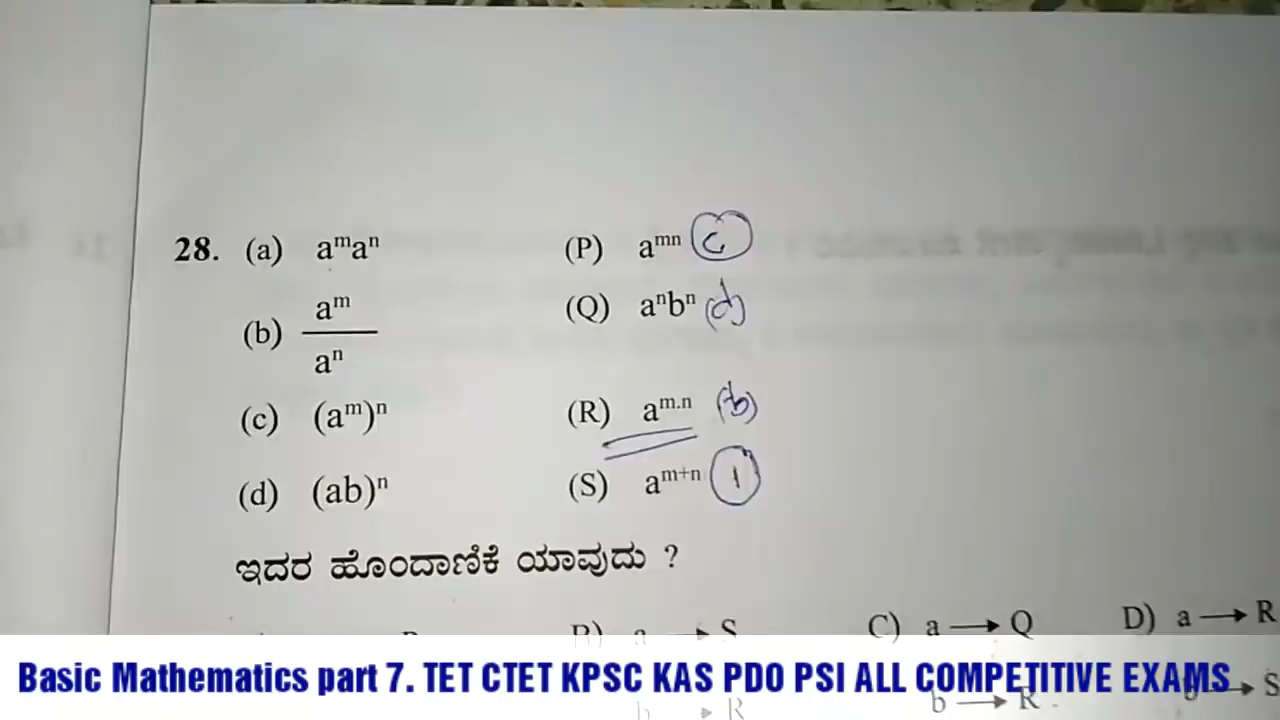 28. (a) aᵐaⁿ (P) aᵐⁿ c
(b) aᵐ/aⁿ (Q) aⁿbⁿ (d)
(c) (aᵐ)ⁿ (R) aᵐ·ⁿ (b)
(d) (ab)ⁿ (S) aᵐ⁺ⁿ 1
ಇದರ ಹೊಂದಾಣಿಕೆ ಯಾವುದು ?
B) a → S C) a → Q D) a → R
Basic Mathematics part 7. TET CTET KPSC KAS PDO PSI ALL COMPETITIVE EXAMS
b → R b → R → S